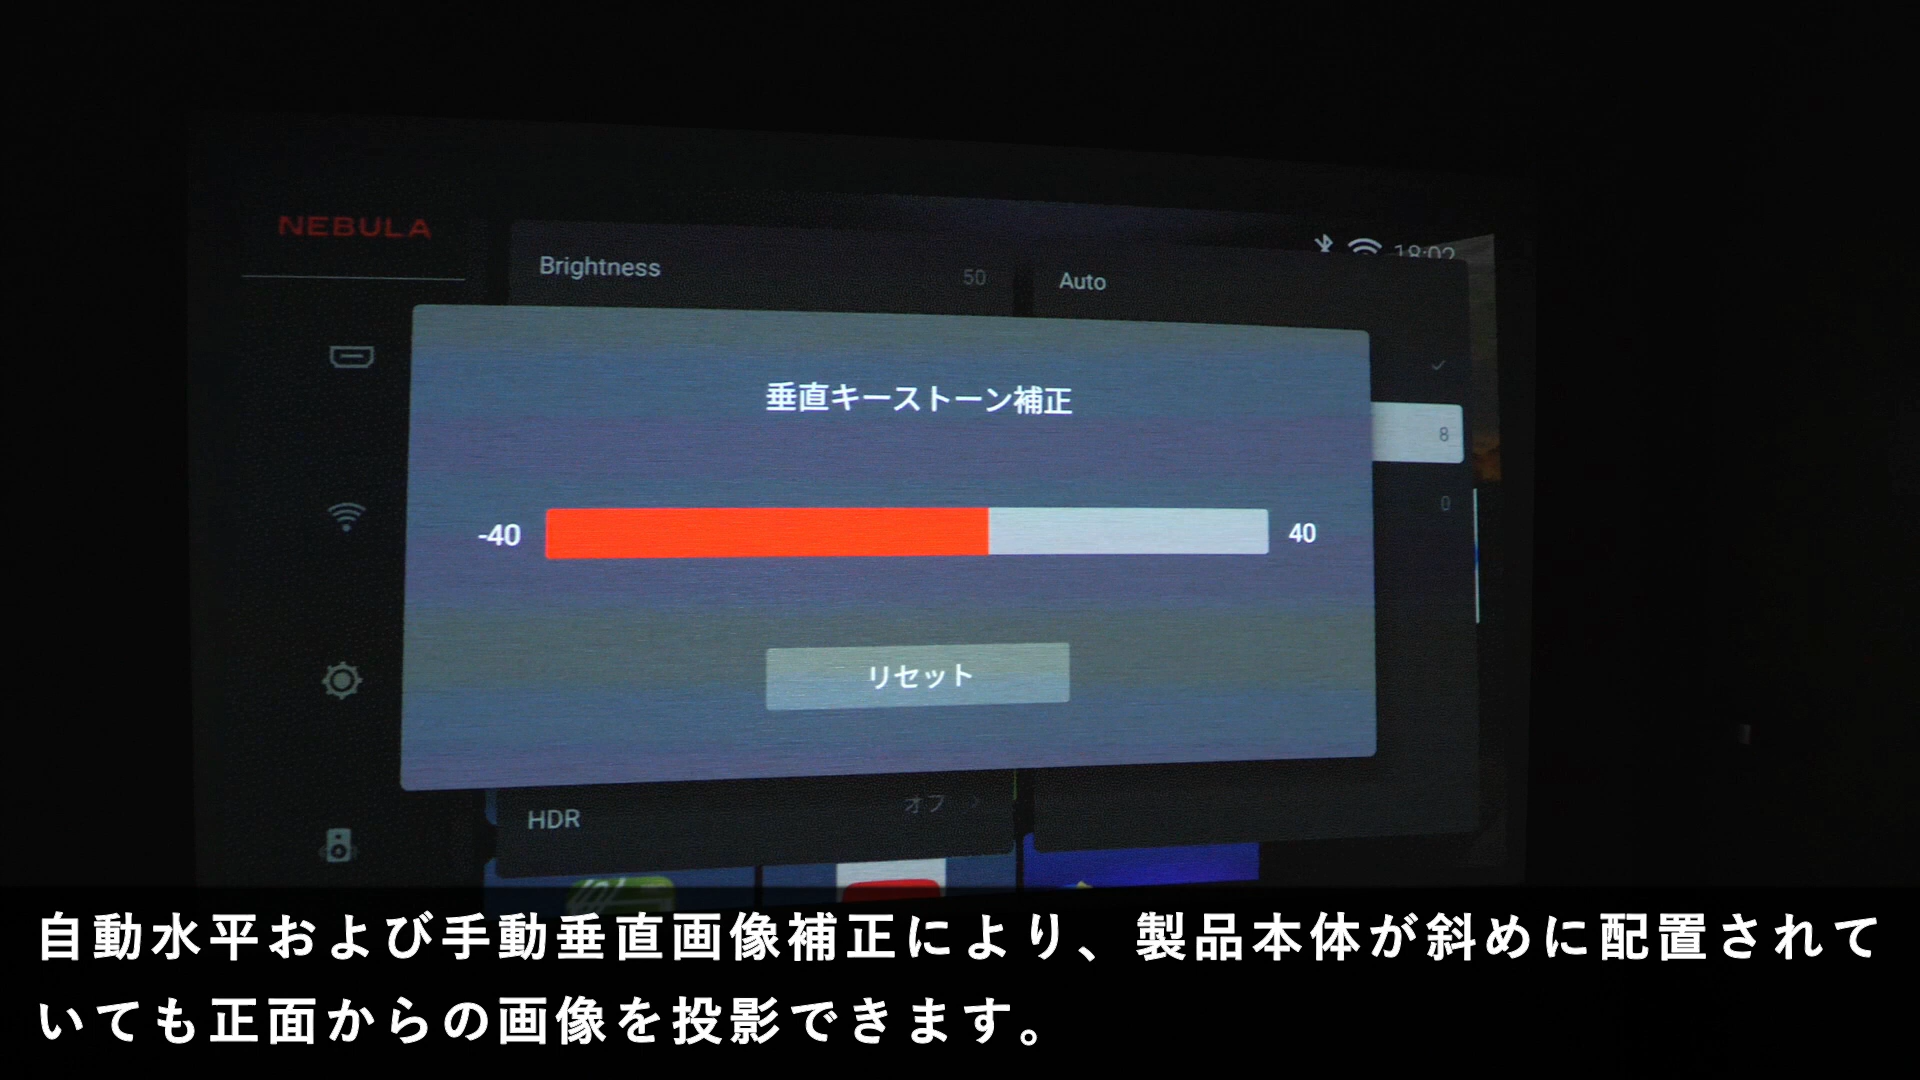 NEBULA
Brightness
50
Auto
18:02
垂直キーストーン補正
8
0
-40
40
リセット
HDR
オフ
自動水平および手動垂直画像補正により、製品本体が斜めに配置されて
いても正面からの画像を投影できます。